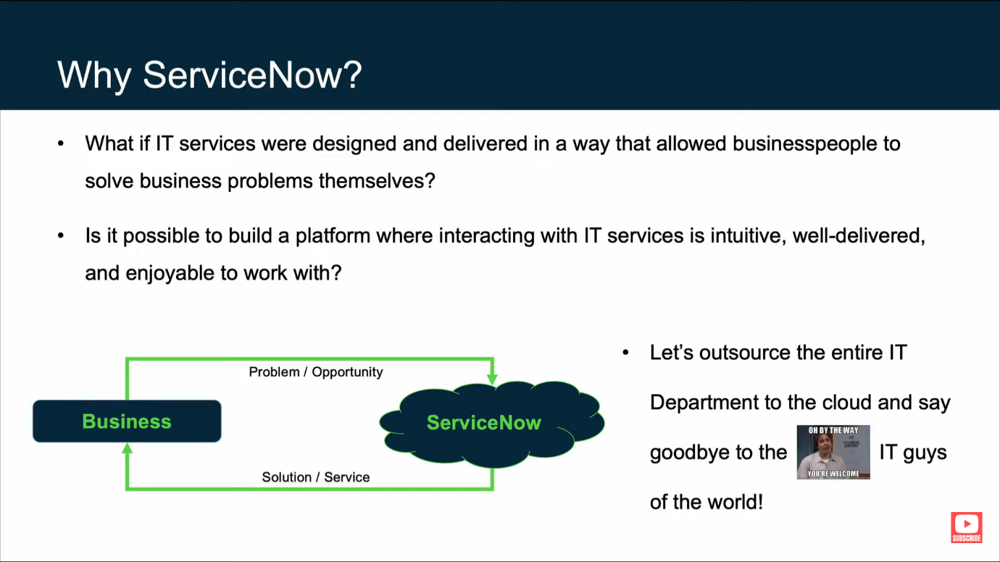 Why ServiceNow?
• What if IT services were designed and delivered in a way that allowed businesspeople to
solve business problems themselves?
• Is it possible to build a platform where interacting with IT services is intuitive, well-delivered,
and enjoyable to work with?
Problem / Opportunity
Business
ServiceNow
Solution / Service
• Let’s outsource the entire IT
Department to the cloud and say
goodbye to the
OH BY THE WAY
TECHNICAL
SUPPORT
YOU'RE WELCOME
IT guys
of the world!
SUBSCRIBE